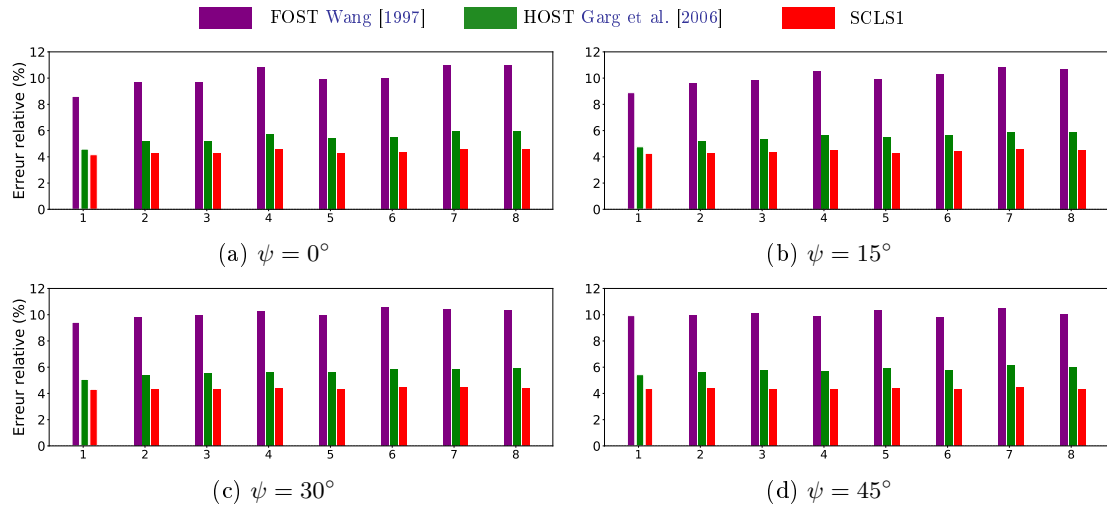 FOST Wang [1997] HOST Garg et al. [2006] SCLS1
Erreur relative (%)
12
10
8
6
4
2
0
1 2 3 4 5 6 7 8
(a) ψ = 0°
12
10
8
6
4
2
0
1 2 3 4 5 6 7 8
(b) ψ = 15°
Erreur relative (%)
12
10
8
6
4
2
0
1 2 3 4 5 6 7 8
(c) ψ = 30°
12
10
8
6
4
2
0
1 2 3 4 5 6 7 8
(d) ψ = 45°